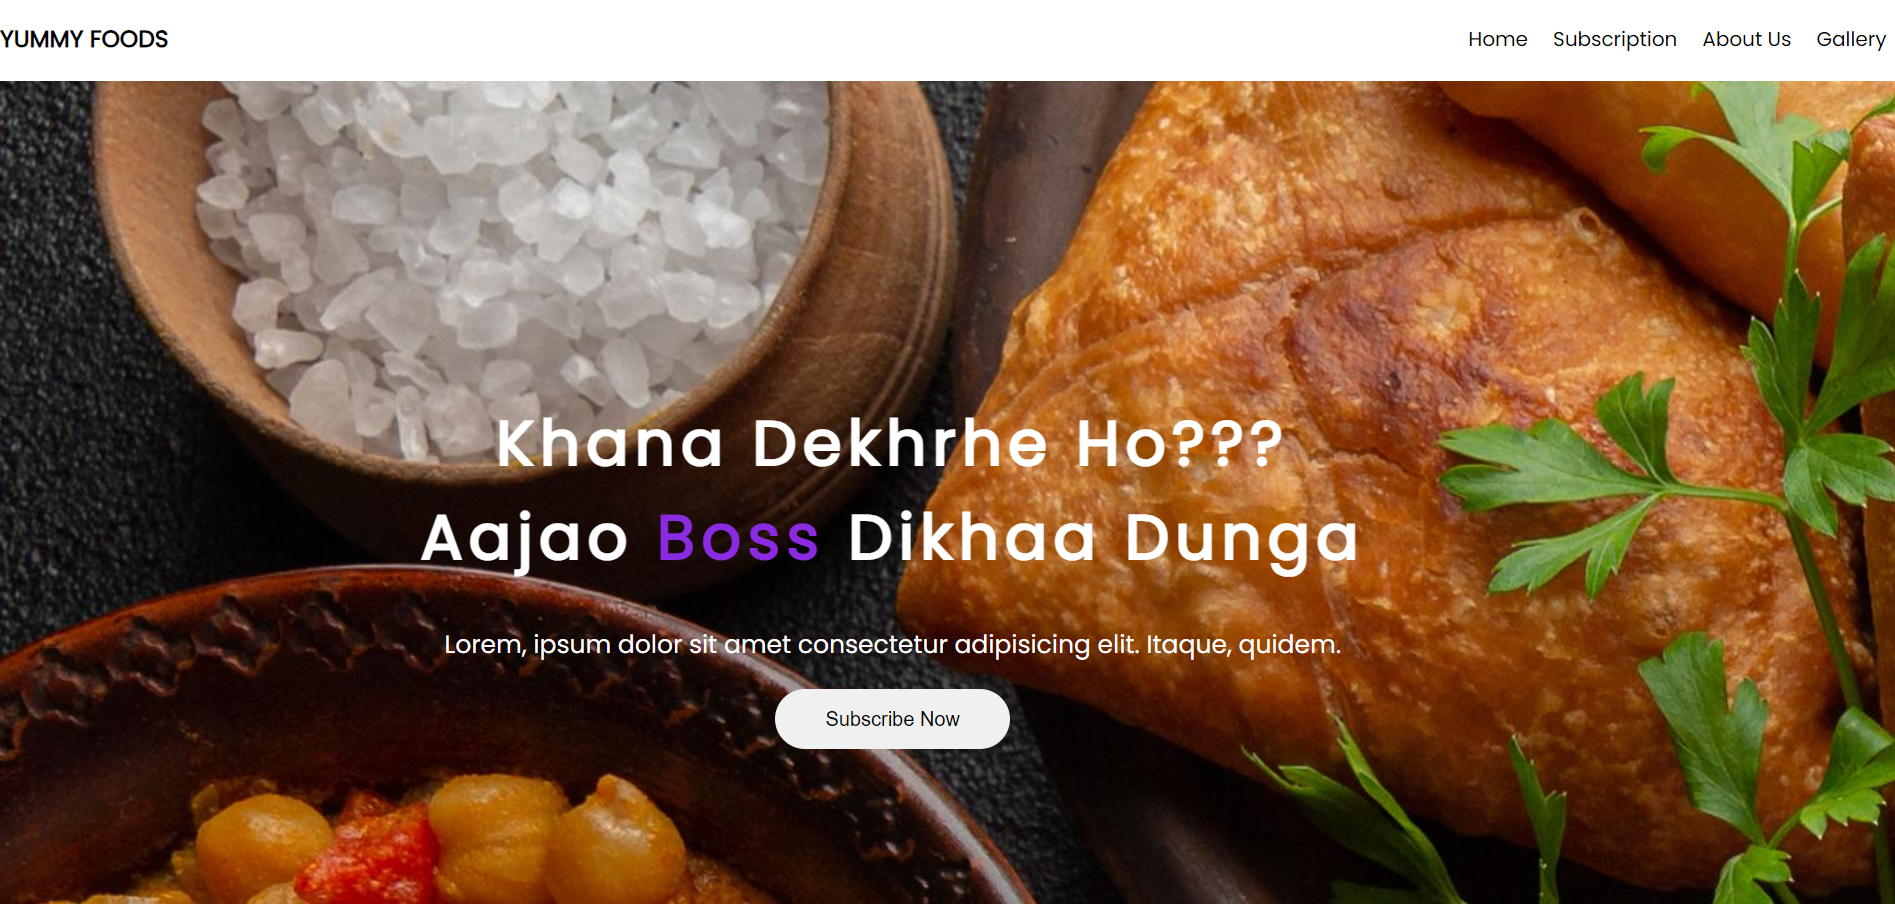 YUMMY FOODS
Home Subscription About Us Gallery
Khana Dekhrhe Ho???
Aajao Boss Dikhaa Dunga
Lorem, ipsum dolor sit amet consectetur adipisicing elit. Itaque, quidem.
Subscribe Now